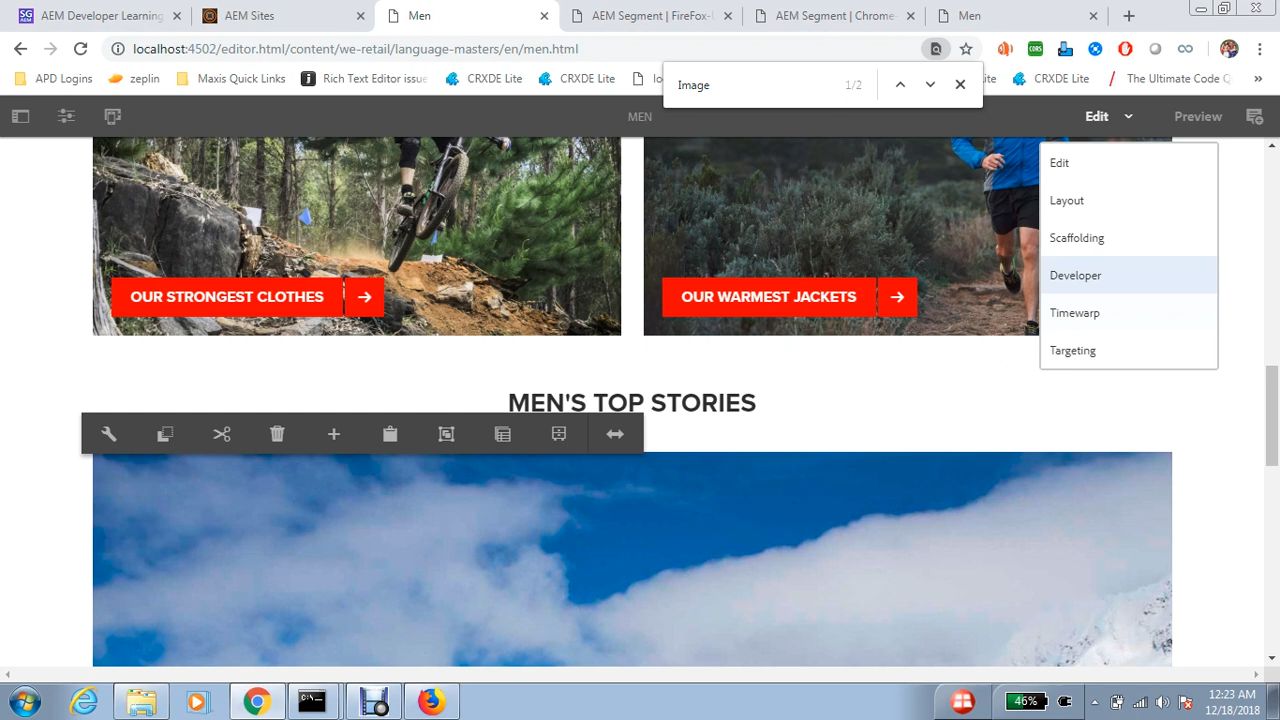 AEM Developer Learning
AEM Sites
Men
AEM Segment | FireFox-
AEM Segment | Chrome-
Men
localhost:4502/editor.html/content/we-retail/language-masters/en/men.html
APD Logins
zeplin
Maxis Quick Links
Rich Text Editor issue
CRXDE Lite
CRXDE Lite
CRXDE Lite
The Ultimate Code Q
»
Image
1/2
MEN
Edit
Preview
Edit
Layout
Scaffolding
Developer
Timewarp
Targeting
OUR STRONGEST CLOTHES
OUR WARMEST JACKETS
MEN'S TOP STORIES
46%
12:23 AM
12/18/2018